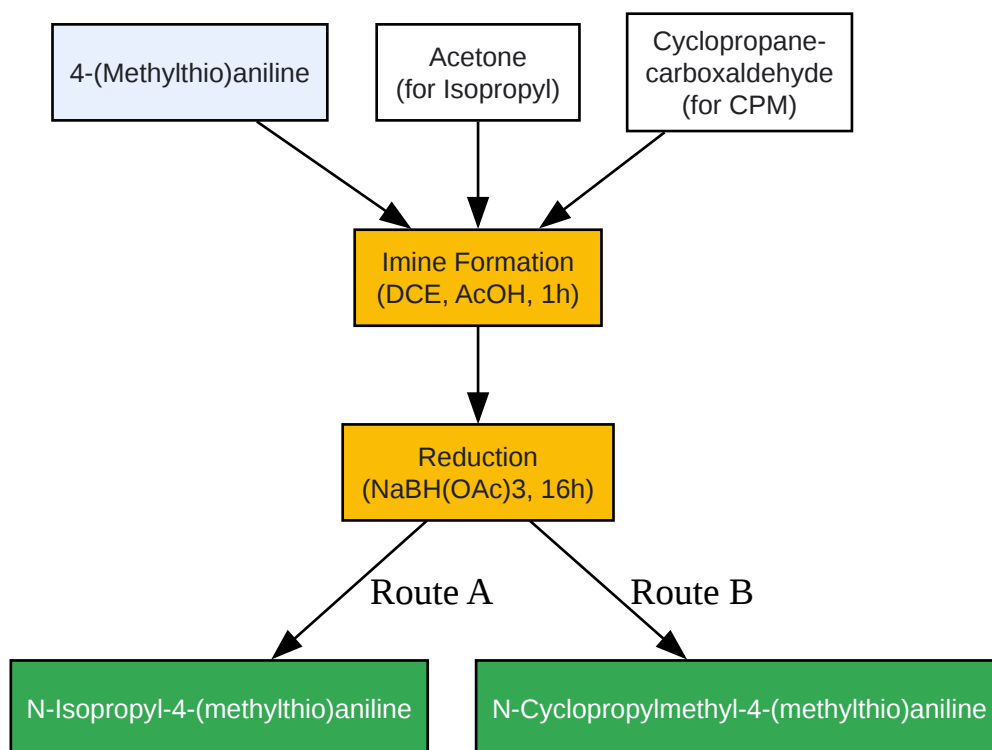 4-(Methylthio)aniline
Acetone
(for Isopropyl)
Cyclopropane-
carboxaldehyde
(for CPM)
Imine Formation
(DCE, AcOH, 1h)
Reduction
(NaBH(OAc)3, 16h)
Route A
Route B
N-Isopropyl-4-(methylthio)aniline
N-Cyclopropylmethyl-4-(methylthio)aniline